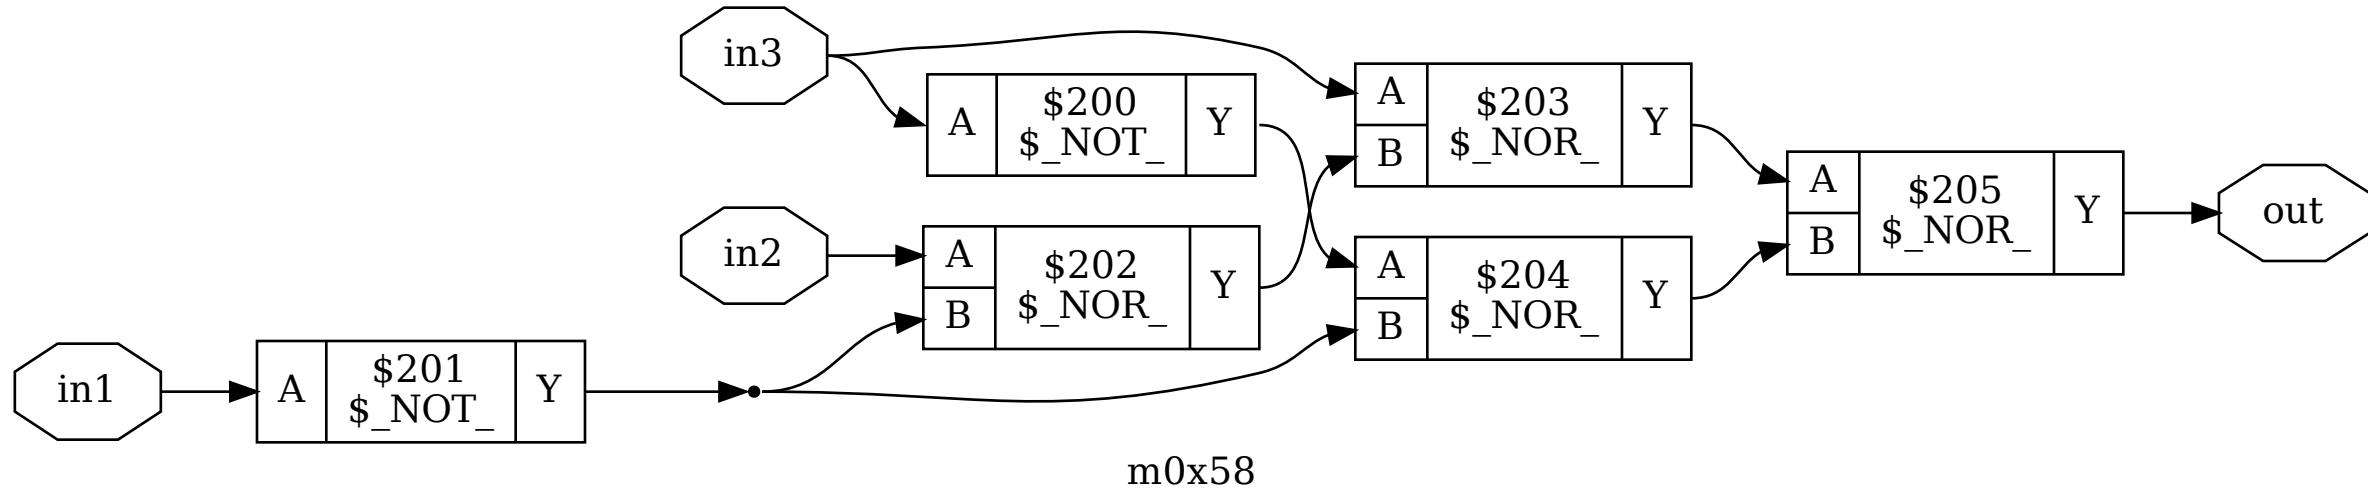 in3
A
$200
$_NOT_
Y
A
B
$203
$_NOR_
Y
in2
A
B
$202
$_NOR_
Y
A
B
$204
$_NOR_
Y
A
B
$205
$_NOR_
Y
out
in1
A
$201
$_NOT_
Y
m0x58